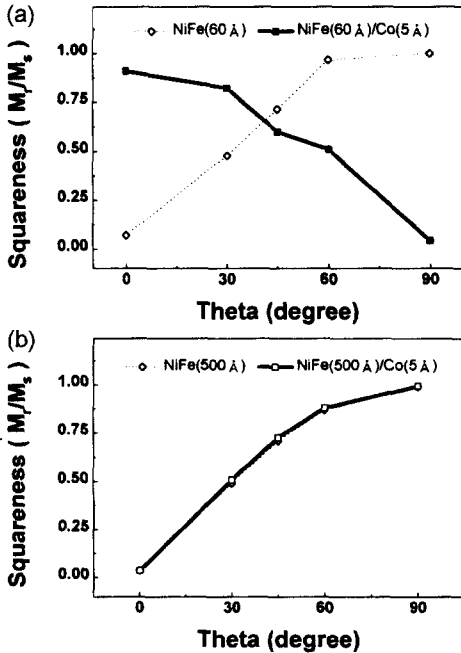 (a)
NiFe(60 Å) NiFe(60 Å)/Co(5 Å)
Squareness ( Mr/Ms )
1.00
0.75
0.50
0.25
0.00
0 30 60 90
Theta (degree)
(b)
NiFe(500 Å) NiFe(500 Å)/Co(5 Å)
Squareness ( Mr/Ms )
1.00
0.75
0.50
0.25
0.00
0 30 60 90
Theta (degree)